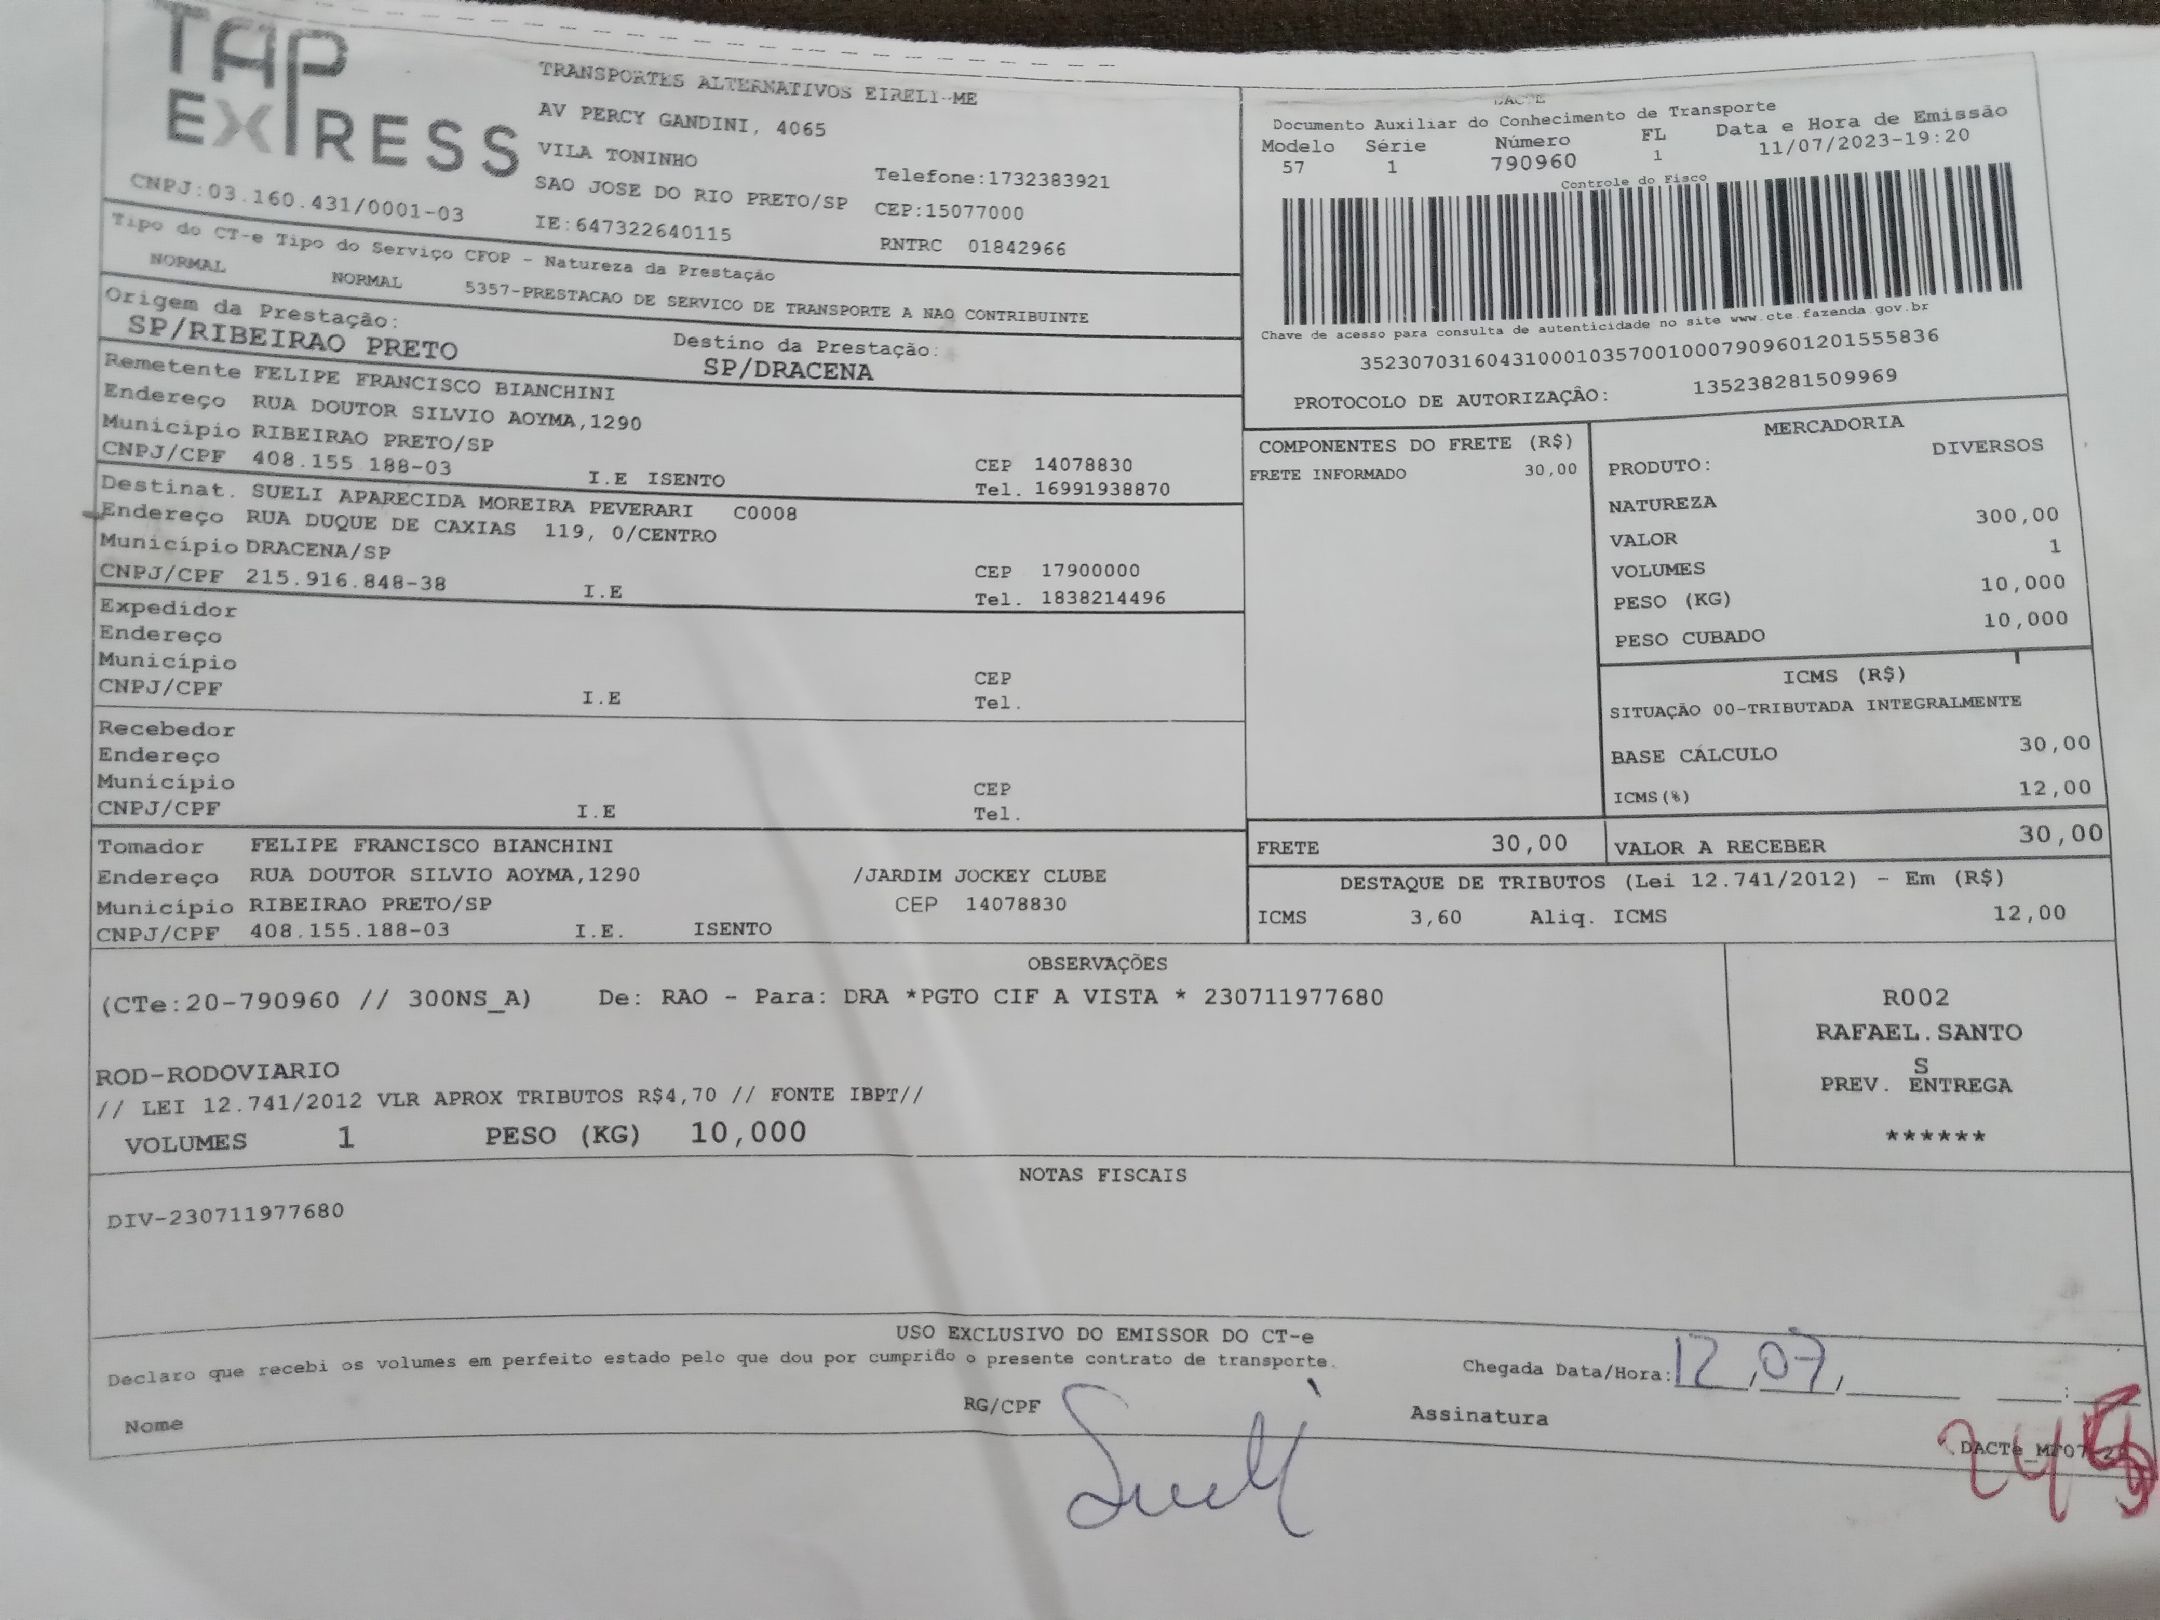 TAP
EXPRESS
CNPJ:03.160.431/0001-03
TRANSPORTES ALTERNATIVOS EIRELI-ME
AV PERCY GANDINI, 4065
VILA TONINHO
Telefone:1732383921
SAO JOSE DO RIO PRETO/SP CEP:15077000
IE:647322640115 RNTRC 01842966
DACTE
Documento Auxiliar do Conhecimento de Transporte
Modelo Série Número FL Data e Hora de Emissão
57 1 790960 1 11/07/2023-19:20
Controle do Fisco
Chave de acesso para consulta de autenticidade no site www.cte.fazenda.gov.br
35230703160431000103570010007909601201555836
PROTOCOLO DE AUTORIZAÇÃO: 135238281509969
Tipo do CT-e Tipo do Serviço CFOP - Natureza da Prestação
NORMAL NORMAL 5357-PRESTACAO DE SERVICO DE TRANSPORTE A NAO CONTRIBUINTE
Origem da Prestação: Destino da Prestação:
SP/RIBEIRAO PRETO SP/DRACENA
Remetente FELIPE FRANCISCO BIANCHINI
Endereço RUA DOUTOR SILVIO AOYMA,1290
Município RIBEIRAO PRETO/SP CEP 14078830
CNPJ/CPF 408.155.188-03 I.E ISENTO Tel. 16991938870
Destinat. SUELI APARECIDA MOREIRA PEVERARI C0008
Endereço RUA DUQUE DE CAXIAS 119, 0/CENTRO
Município DRACENA/SP CEP 17900000
CNPJ/CPF 215.916.848-38 I.E Tel. 1838214496
Expedidor
Endereço
Município CEP
CNPJ/CPF I.E Tel.
Recebedor
Endereço
Município CEP
CNPJ/CPF I.E Tel.
Tomador FELIPE FRANCISCO BIANCHINI
Endereço RUA DOUTOR SILVIO AOYMA,1290 /JARDIM JOCKEY CLUBE
Município RIBEIRAO PRETO/SP CEP 14078830
CNPJ/CPF 408.155.188-03 I.E. ISENTO
COMPONENTES DO FRETE (R$)
FRETE INFORMADO 30,00
MERCADORIA
PRODUTO: DIVERSOS
NATUREZA
VALOR 300,00
VOLUMES 1
PESO (KG) 10,000
PESO CUBADO 10,000
ICMS (R$)
SITUAÇÃO 00-TRIBUTADA INTEGRALMENTE
BASE CÁLCULO 30,00
ICMS(%) 12,00
FRETE 30,00 VALOR A RECEBER 30,00
DESTAQUE DE TRIBUTOS (Lei 12.741/2012) - Em (R$)
ICMS 3,60 Aliq. ICMS 12,00
OBSERVAÇÕES
(CTe:20-790960 // 300NS_A) De: RAO - Para: DRA *PGTO CIF A VISTA * 230711977680
ROD-RODOVIARIO
// LEI 12.741/2012 VLR APROX TRIBUTOS R$4,70 // FONTE IBPT//
VOLUMES 1 PESO (KG) 10,000
R002
RAFAEL.SANTO
S
PREV. ENTREGA
******
NOTAS FISCAIS
DIV-230711977680
USO EXCLUSIVO DO EMISSOR DO CT-e
Declaro que recebi os volumes em perfeito estado pelo que dou por cumprido o presente contrato de transporte.
Chegada Data/Hora: 12,07,
Nome RG/CPF Assinatura
Sueli